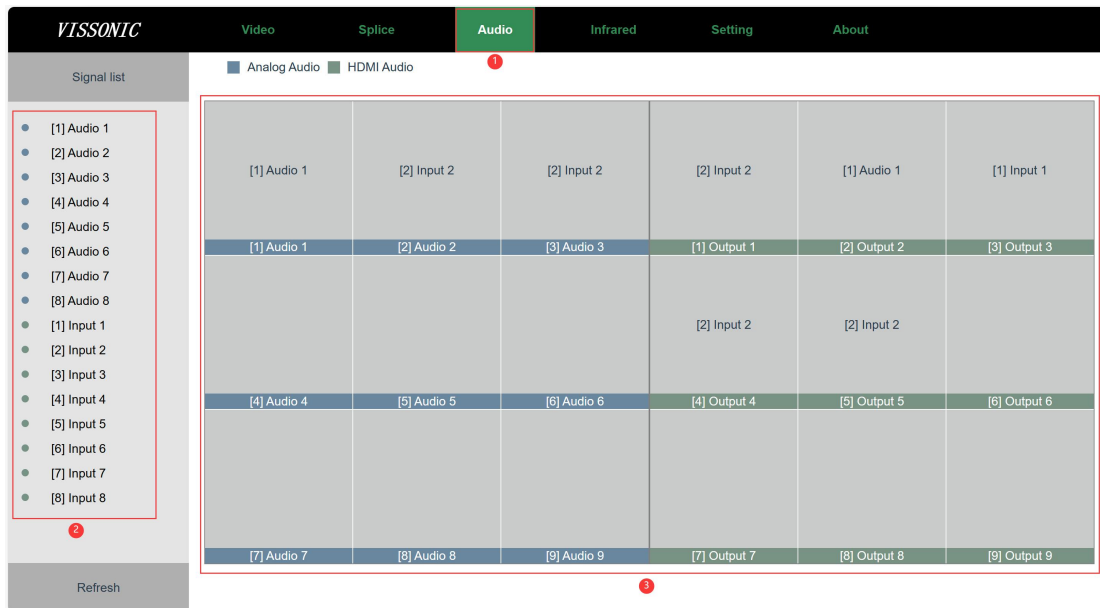 VISSONIC Video Splice Audio Infrared Setting About
1
Signal list
Analog Audio HDMI Audio
[1] Audio 1
[2] Audio 2
[3] Audio 3
[4] Audio 4
[5] Audio 5
[6] Audio 6
[7] Audio 7
[8] Audio 8
[1] Input 1
[2] Input 2
[3] Input 3
[4] Input 4
[5] Input 5
[6] Input 6
[7] Input 7
[8] Input 8
2
Refresh
[1] Audio 1 [2] Input 2 [2] Input 2 [2] Input 2 [1] Audio 1 [1] Input 1
[1] Audio 1 [2] Audio 2 [3] Audio 3 [1] Output 1 [2] Output 2 [3] Output 3
[2] Input 2 [2] Input 2
[4] Audio 4 [5] Audio 5 [6] Audio 6 [4] Output 4 [5] Output 5 [6] Output 6
[7] Audio 7 [8] Audio 8 [9] Audio 9 [7] Output 7 [8] Output 8 [9] Output 9
3